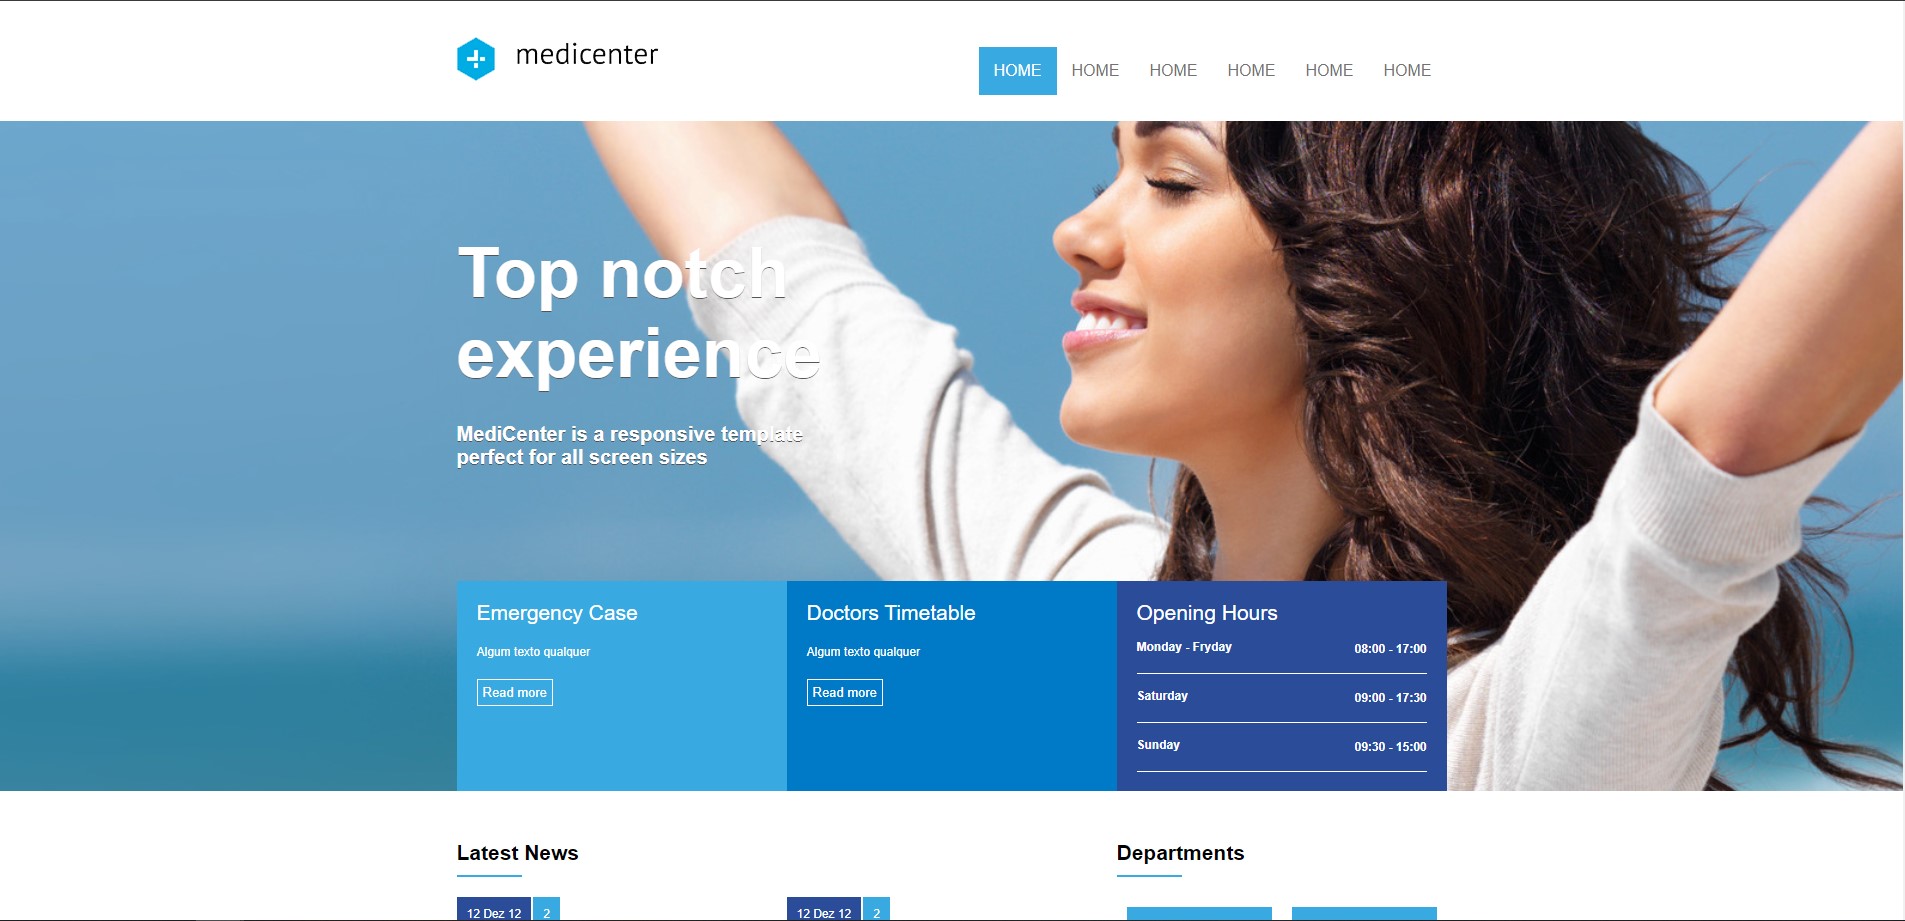 medicenter
HOME HOME HOME HOME HOME HOME
Top notch
experience
MediCenter is a responsive template
perfect for all screen sizes
Emergency Case
Algum texto qualquer
Read more
Doctors Timetable
Algum texto qualquer
Read more
Opening Hours
Monday - Fryday 08:00 - 17:00
Saturday 09:00 - 17:30
Sunday 09:30 - 15:00
Latest News
12 Dez 12 2
12 Dez 12 2
Departments